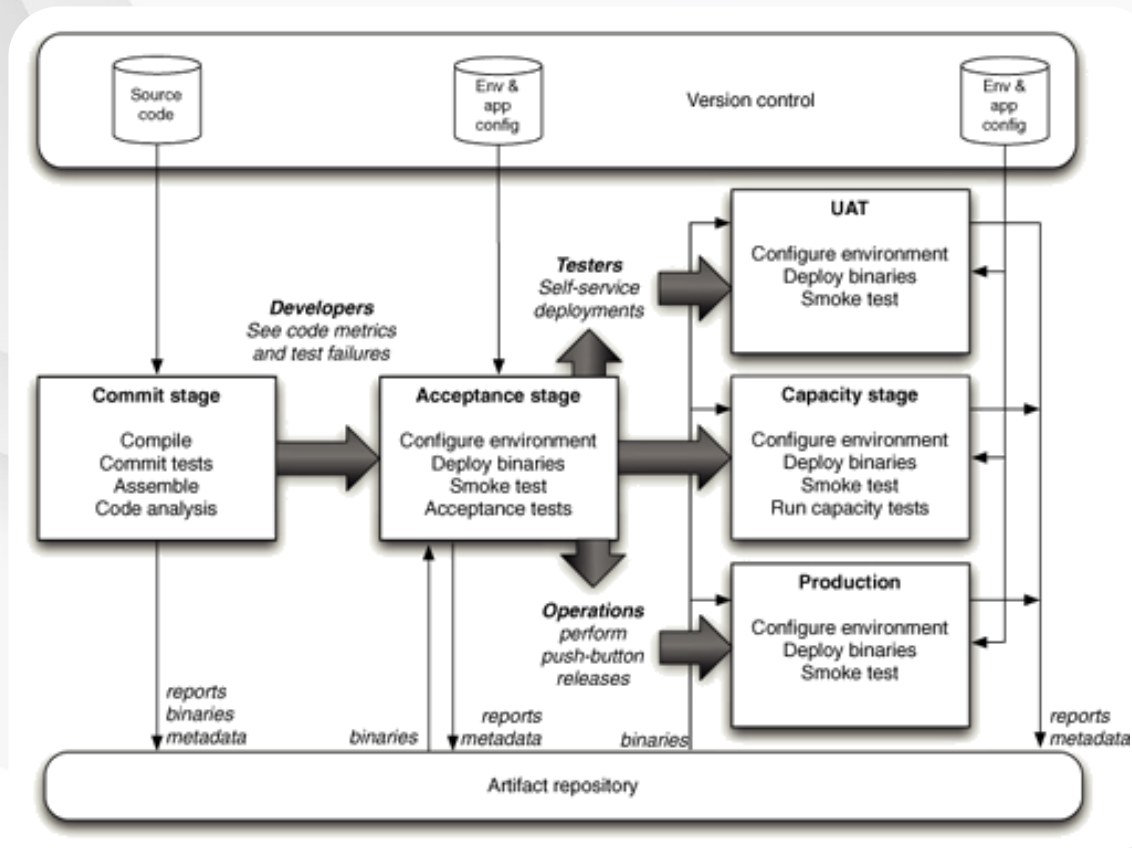 Source
code
Env &
app
config
Version control
Env &
app
config
UAT
Configure environment
Deploy binaries
Smoke test
Testers
Self-service
deployments
Developers
See code metrics
and test failures
Commit stage
Compile
Commit tests
Assemble
Code analysis
Acceptance stage
Configure environment
Deploy binaries
Smoke test
Acceptance tests
Capacity stage
Configure environment
Deploy binaries
Smoke test
Run capacity tests
Operations
perform
push-button
releases
Production
Configure environment
Deploy binaries
Smoke test
reports
binaries
metadata
binaries
reports
metadata
binaries
reports
metadata
Artifact repository